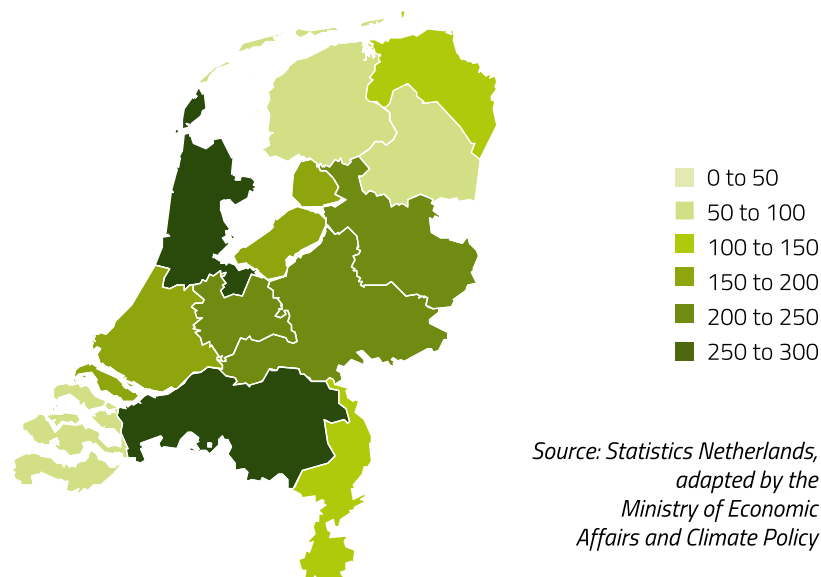 0 to 50
50 to 100
100 to 150
150 to 200
200 to 250
250 to 300
Source: Statistics Netherlands,
adapted by the
Ministry of Economic
Affairs and Climate Policy